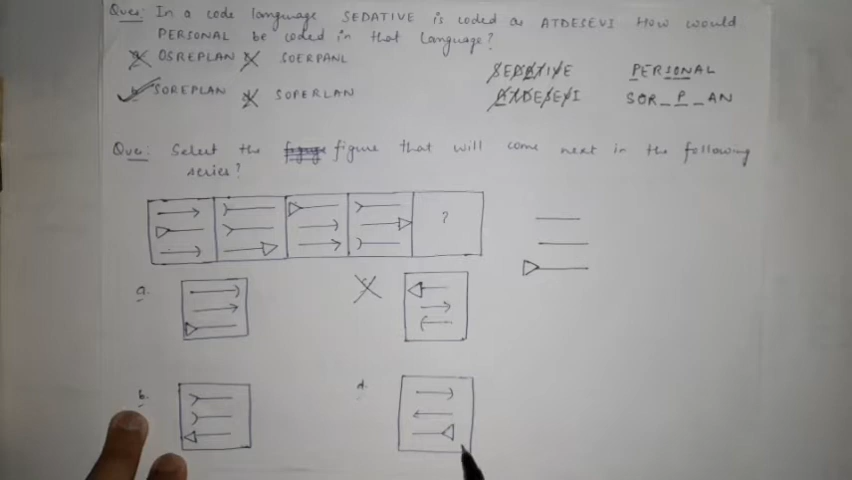 Ques: In a code language SEDATIVE is coded as ATDESEVI How would
PERSONAL be coded in that language?
OSREPLAN SOERPANL
SOREPLAN SOPERLAN
SEDATIVE PERSONAL
ATDESEVI SOR_P_AN
Que: Select the figure that will come next in the following
series?
?
a.
b.
d.